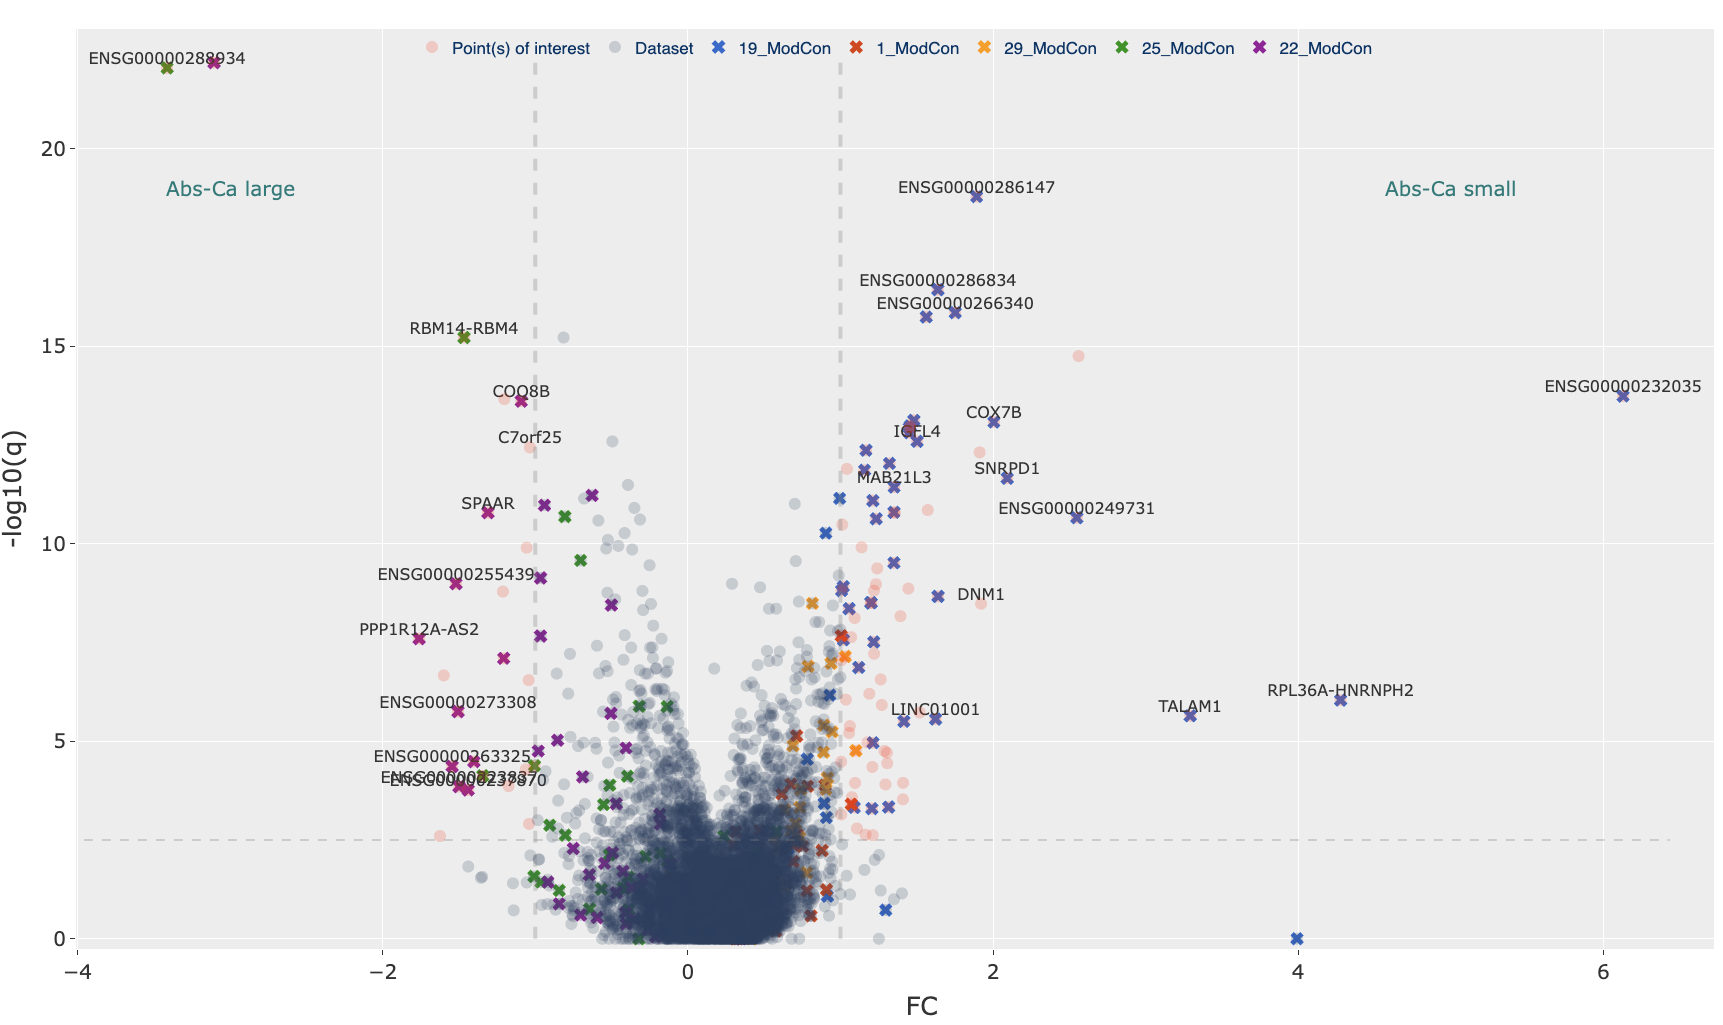 Point(s) of interest Dataset 19_ModCon 1_ModCon 29_ModCon 25_ModCon 22_ModCon
ENSG00000288934
20
Abs-Ca large
Abs-Ca small
ENSG00000286147
ENSG00000286834
ENSG00000266340
RBM14-RBM4
15
COQ8B
ENSG00000232035
COX7B
C7orf25
IGFL4
SNRPD1
MAB21L3
SPAAR
ENSG00000249731
10
ENSG00000255439
DNM1
PPP1R12A-AS2
ENSG00000273308
RPL36A-HNRNPH2
TALAM1
LINC01001
5
ENSG00000263325
ENSG00000237870
0
−4 −2 0 2 4 6
FC
-log10(q)